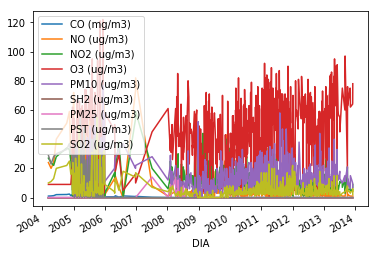 120
100
80
60
40
20
0
CO (mg/m3)
NO (ug/m3)
NO2 (ug/m3)
O3 (ug/m3)
PM10 (ug/m3)
SH2 (ug/m3)
PM25 (ug/m3)
PST (ug/m3)
SO2 (ug/m3)
2004 2005 2006 2007 2008 2009 2010 2011 2012 2013 2014
DIA